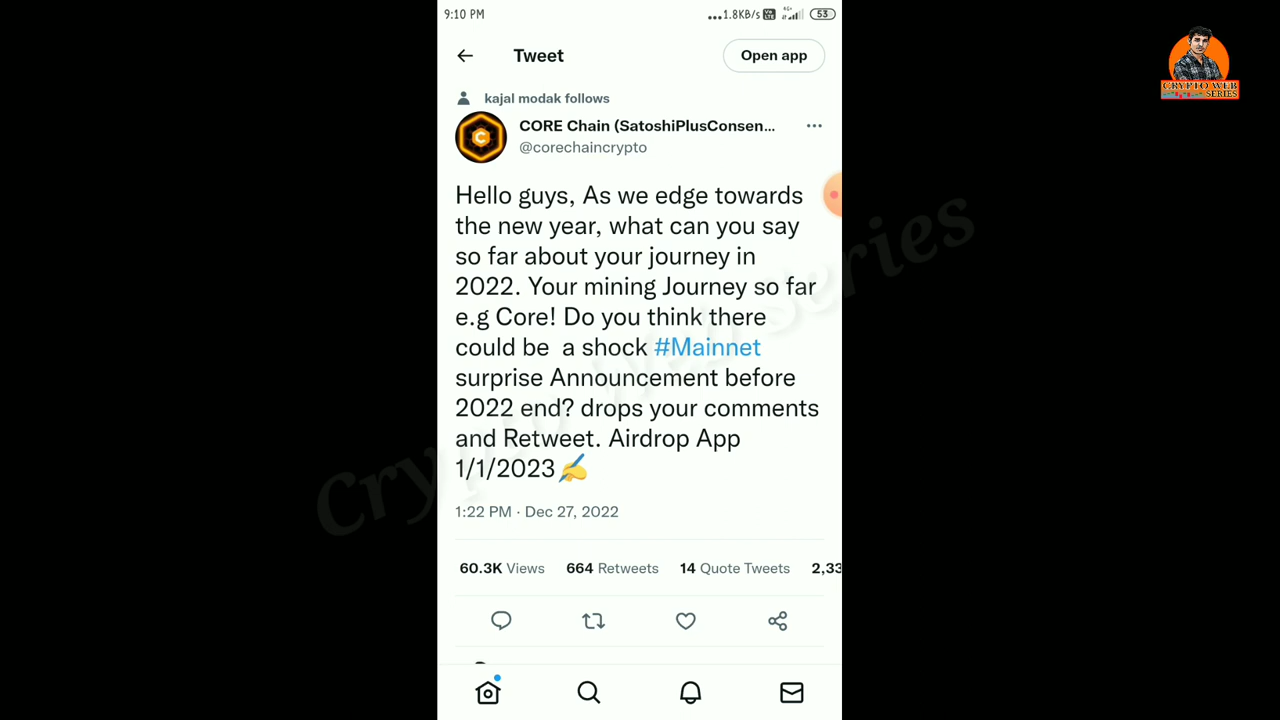 9:10 PM
1.8KB/s
53
Tweet
Open app
kajal modak follows
CORE Chain (SatoshiPlusConsen...
@corechaincrypto
Hello guys, As we edge towards
the new year, what can you say
so far about your journey in
2022. Your mining Journey so far
e.g Core! Do you think there
could be  a shock #Mainnet
surprise Announcement before
2022 end? drops your comments
and Retweet. Airdrop App
1/1/2023✍
1:22 PM · Dec 27, 2022
60.3K Views 664 Retweets 14 Quote Tweets 2,33
CRYPTO WEB
SERIES
Crypto Web series